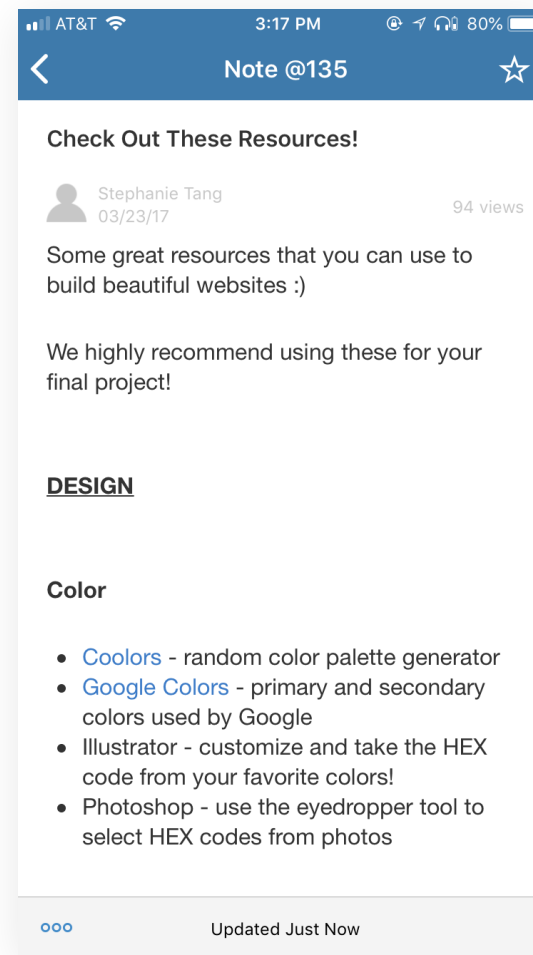 AT&T 3:17 PM 80%
Note @135
Check Out These Resources!
Stephanie Tang
03/23/17
94 views
Some great resources that you can use to
build beautiful websites :)
We highly recommend using these for your
final project!
DESIGN
Color
• Coolors - random color palette generator
• Google Colors - primary and secondary
colors used by Google
• Illustrator - customize and take the HEX
code from your favorite colors!
• Photoshop - use the eyedropper tool to
select HEX codes from photos
Updated Just Now